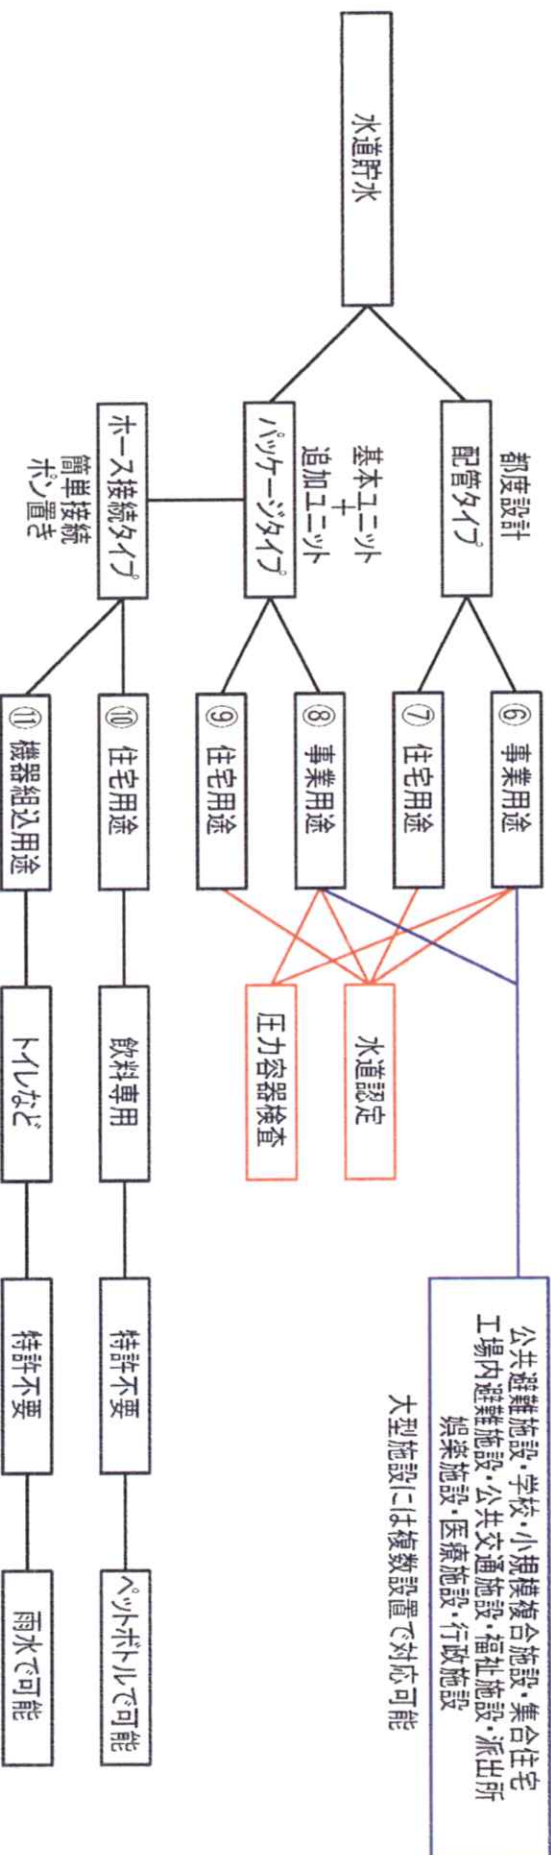 水道貯水
都度設計
配管タイプ
基本ユニット
+
追加ユニット
パッケージタイプ
ホース接続タイプ
簡単接続
ポン置き
⑥ 事業用途
⑦ 住宅用途
⑧ 事業用途
⑨ 住宅用途
⑩ 住宅用途
⑪ 機器組込用途
水道認定
圧力容器検査
飲料専用
トイレなど
特許不要
特許不要
ペットボトルで可能
雨水で可能
公共避難施設・学校・小規模複合施設・集合住宅
工場内避難施設・公共交通施設・福祉施設・派出所
娯楽施設・医療施設・行政施設
大型施設には複数設置で対応可能